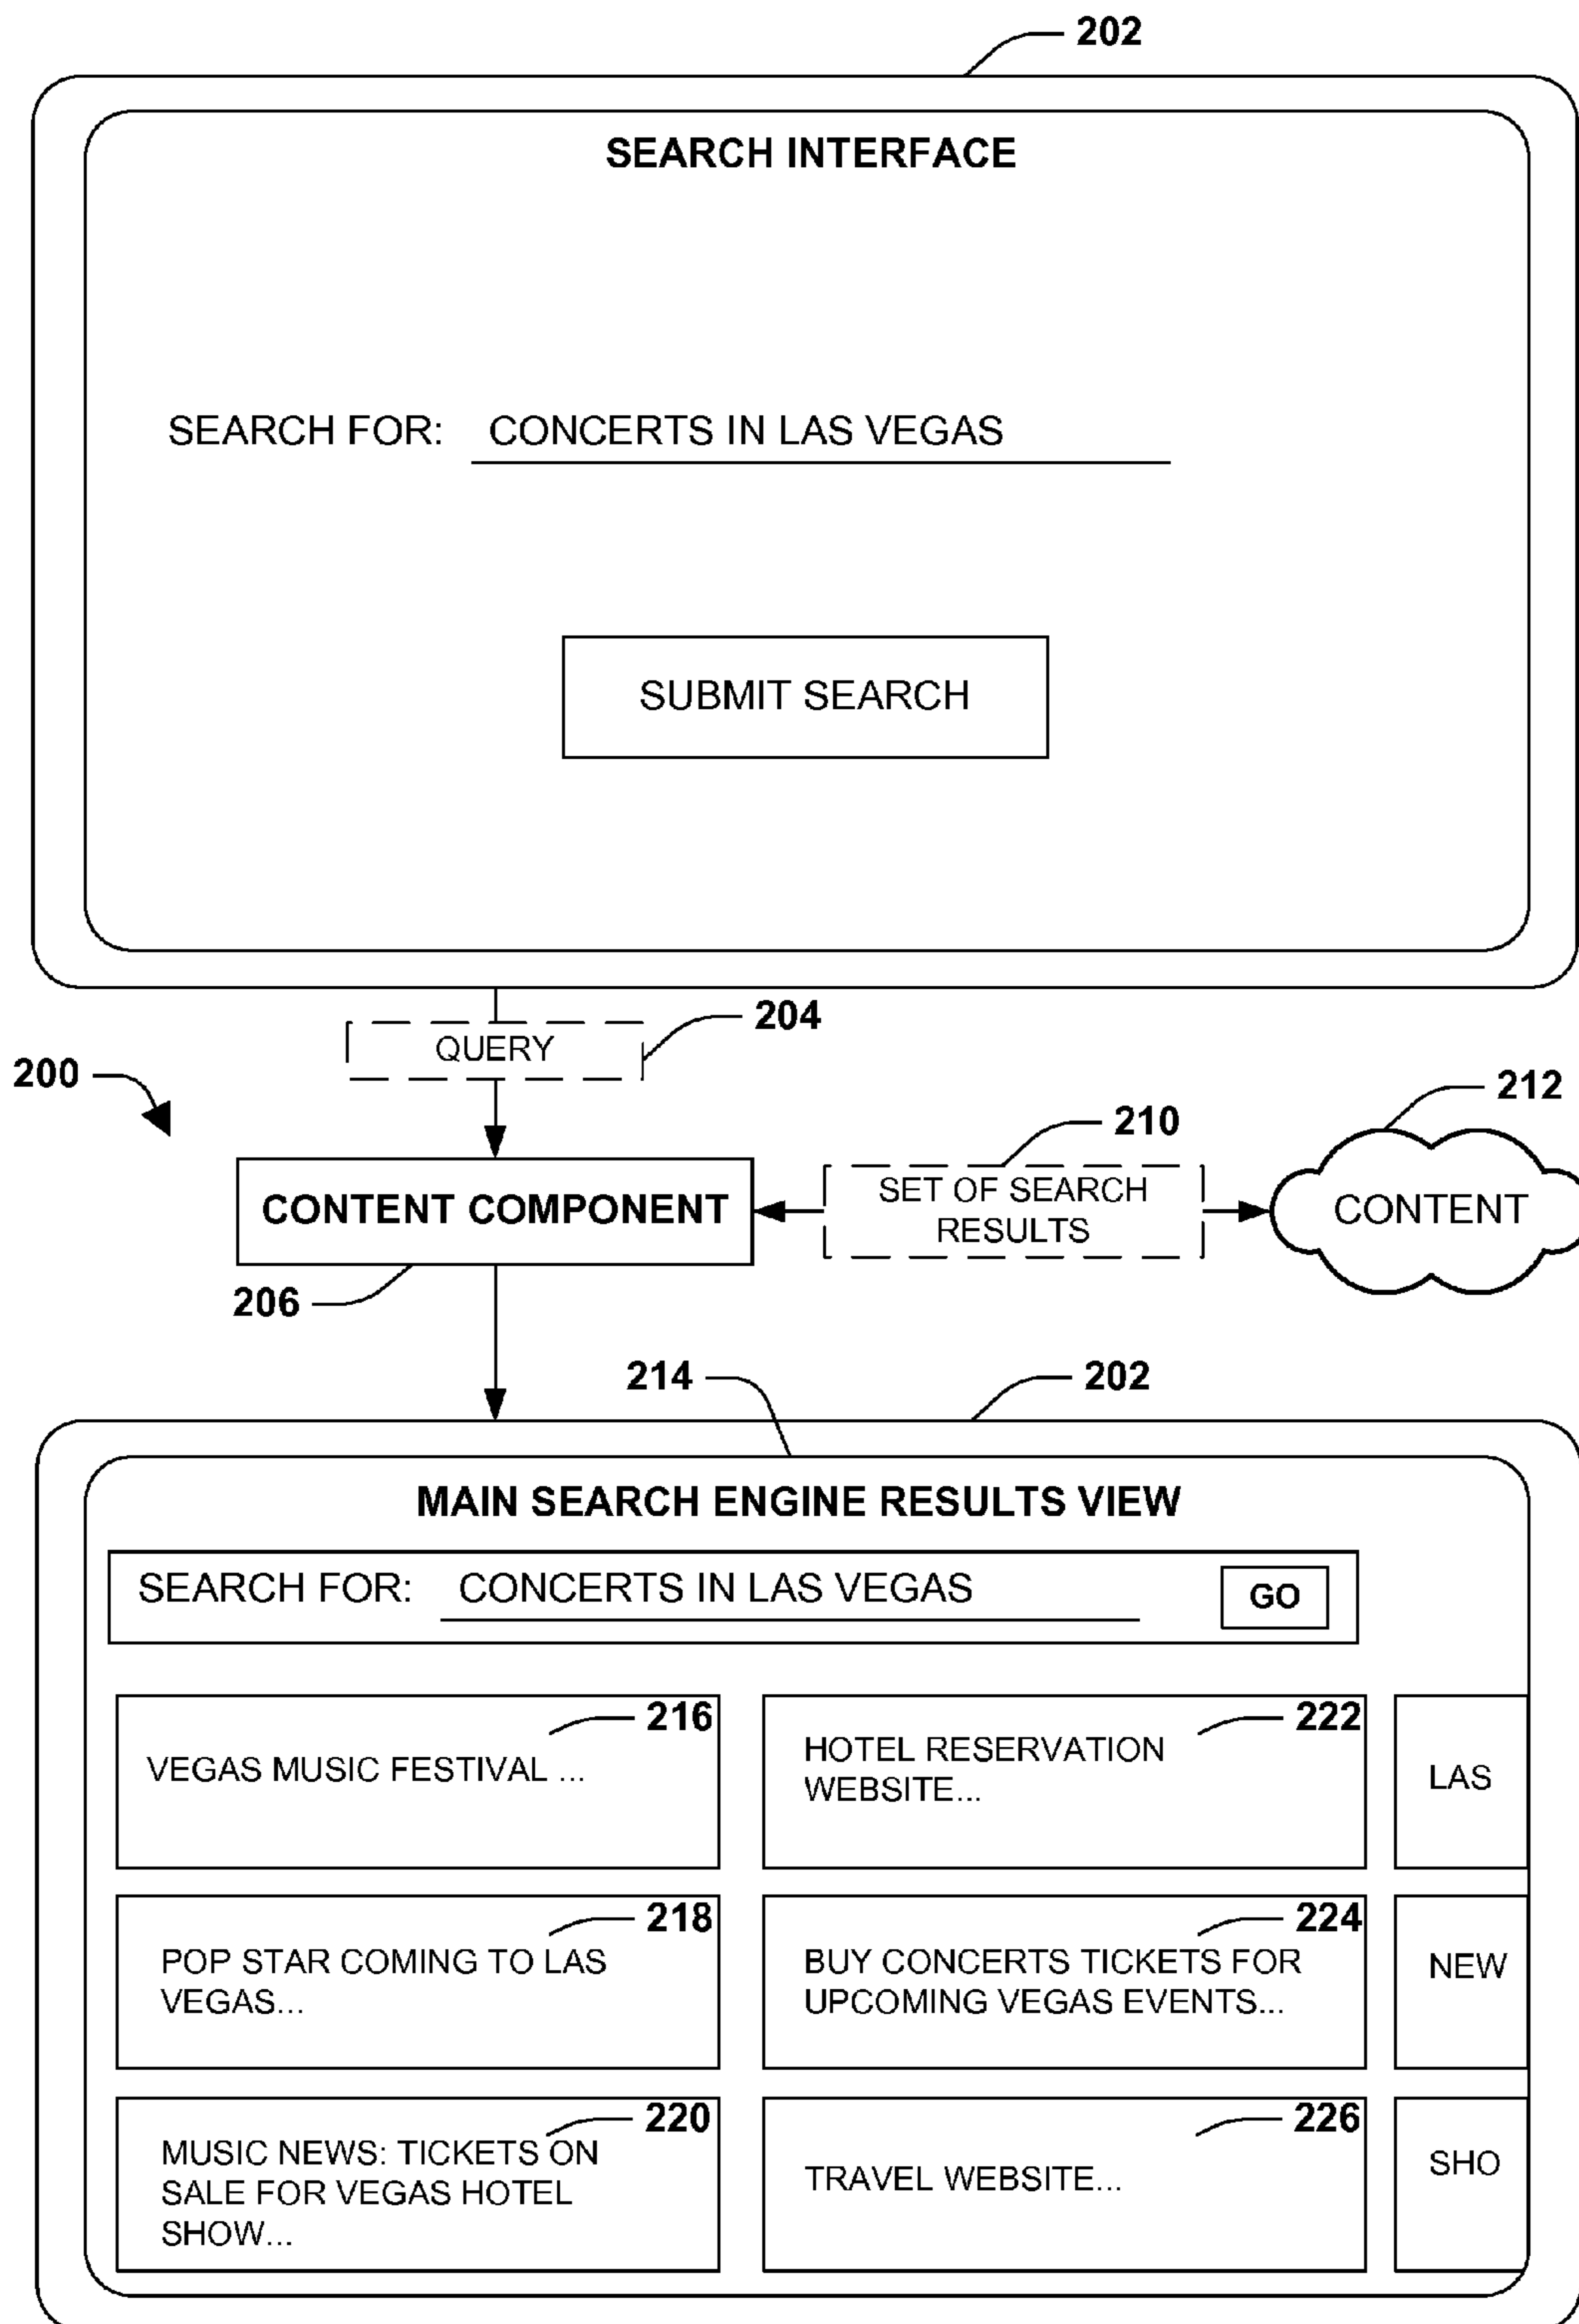 202
SEARCH INTERFACE
SEARCH FOR: CONCERTS IN LAS VEGAS
SUBMIT SEARCH
204
QUERY
200
212
210
SET OF SEARCH
RESULTS
CONTENT
CONTENT COMPONENT
206
214
202
MAIN SEARCH ENGINE RESULTS VIEW
SEARCH FOR: CONCERTS IN LAS VEGAS
GO
216
VEGAS MUSIC FESTIVAL ...
222
HOTEL RESERVATION
WEBSITE...
LAS
218
POP STAR COMING TO LAS
VEGAS...
224
BUY CONCERTS TICKETS FOR
UPCOMING VEGAS EVENTS...
NEW
220
MUSIC NEWS: TICKETS ON
SALE FOR VEGAS HOTEL
SHOW...
226
TRAVEL WEBSITE...
SHO